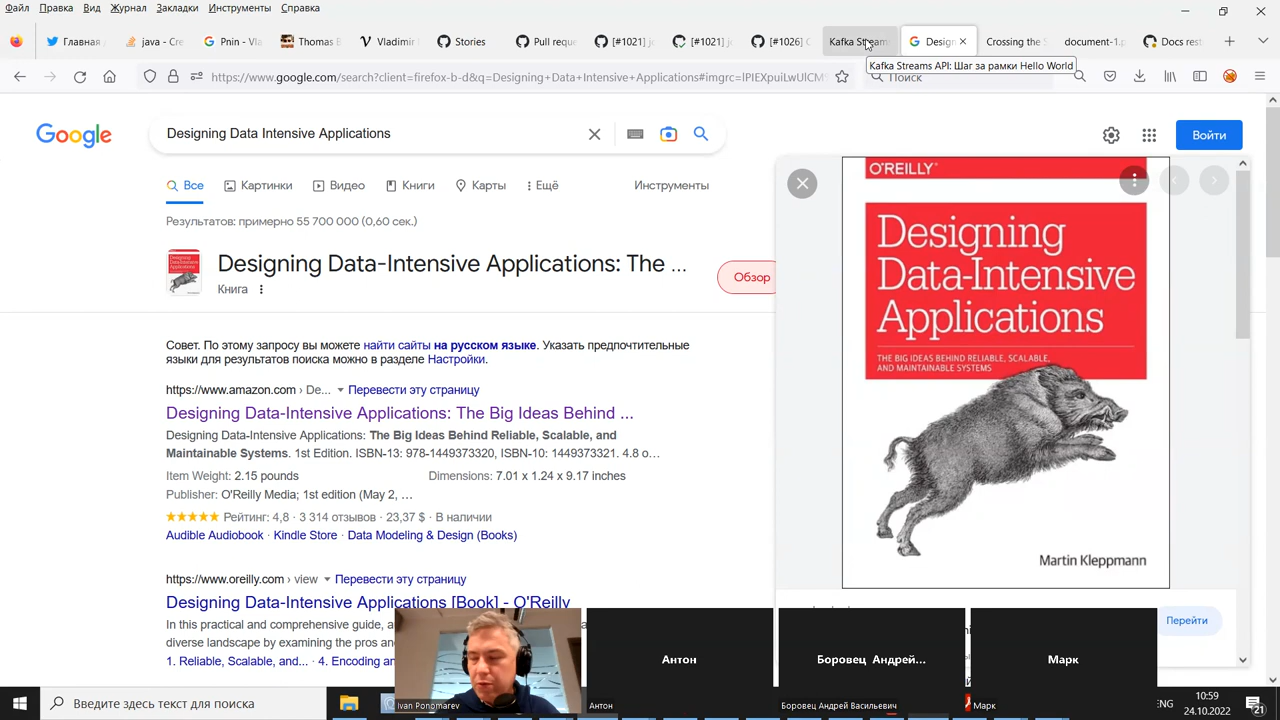 Файл Правка Вид Журнал Закладки Инструменты Справка
Главная
java - Cre
Pnin - Vla
Thomas B
Vladimir
Stories
Pull reque
[#1021] jo
[#1021] jo
[#1026] C
Kafka Streams
Design
Crossing the S
document-1.p
Docs rest
https://www.google.com/search?client=firefox-b-d&q=Designing+Data+Intensive+Applications#imgrc=lPIEXpuiLwUlCM
Поиск
Kafka Streams API: Шаг за рамки Hello World
Google
Designing Data Intensive Applications
Войти
Все
Картинки
Видео
Книги
Карты
Ещё
Инструменты
Результатов: примерно 55 700 000 (0,60 сек.)
Designing Data-Intensive Applications: The ...
Книга
Обзор
Совет. По этому запросу вы можете найти сайты на русском языке. Указать предпочтительные
языки для результатов поиска можно в разделе Настройки.
https://www.amazon.com › De... Перевести эту страницу
Designing Data-Intensive Applications: The Big Ideas Behind ...
Designing Data-Intensive Applications: The Big Ideas Behind Reliable, Scalable, and
Maintainable Systems. 1st Edition. ISBN-13: 978-1449373320, ISBN-10: 1449373321. 4.8 o...
Item Weight: 2.15 pounds Dimensions: 7.01 x 1.24 x 9.17 inches
Publisher: O'Reilly Media; 1st edition (May 2, ...
Рейтинг: 4,8 · 3 314 отзывов · 23,37 $ · В наличии
Audible Audiobook · Kindle Store · Data Modeling & Design (Books)
https://www.oreilly.com › view Перевести эту страницу
Designing Data-Intensive Applications [Book] - O'Reilly
In this practical and comprehensive guide, a
diverse landscape by examining the pros and
1. Reliable, Scalable, and... · 4. Encoding an
O'REILLY®
Designing
Data-Intensive
Applications
THE BIG IDEAS BEHIND RELIABLE, SCALABLE,
AND MAINTAINABLE SYSTEMS
Martin Kleppmann
Перейти
Ivan Ponomarev
Антон
Антон
Боровец Андрей...
Боровец Андрей Васильевич
Марк
Марк
Введите здесь текст для поиска
ENG
10:59
24.10.2022
21